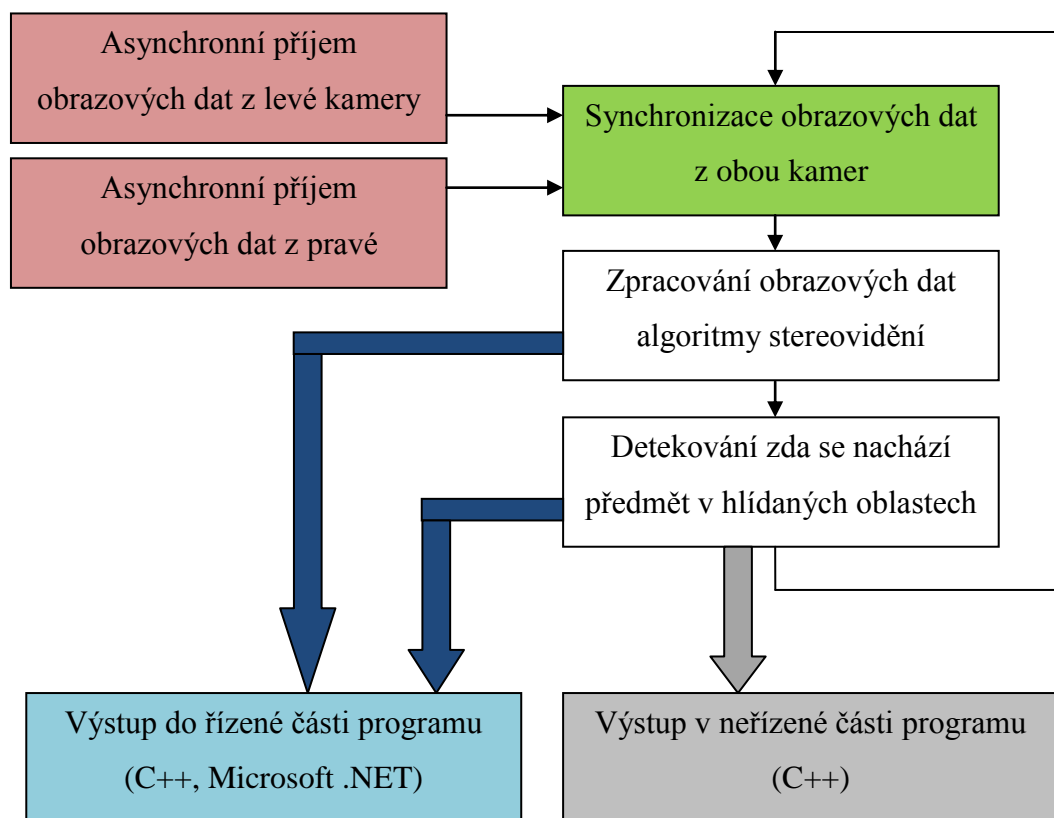 Asynchronní příjem
obrazových dat z levé kamery
Asynchronní příjem
obrazových dat z pravé
Synchronizace obrazových dat
z obou kamer
Zpracování obrazových dat
algoritmy stereovidění
Detekování zda se nachází
předmět v hlídaných oblastech
Výstup do řízené části programu
(C++, Microsoft .NET)
Výstup v neřízené části programu
(C++)